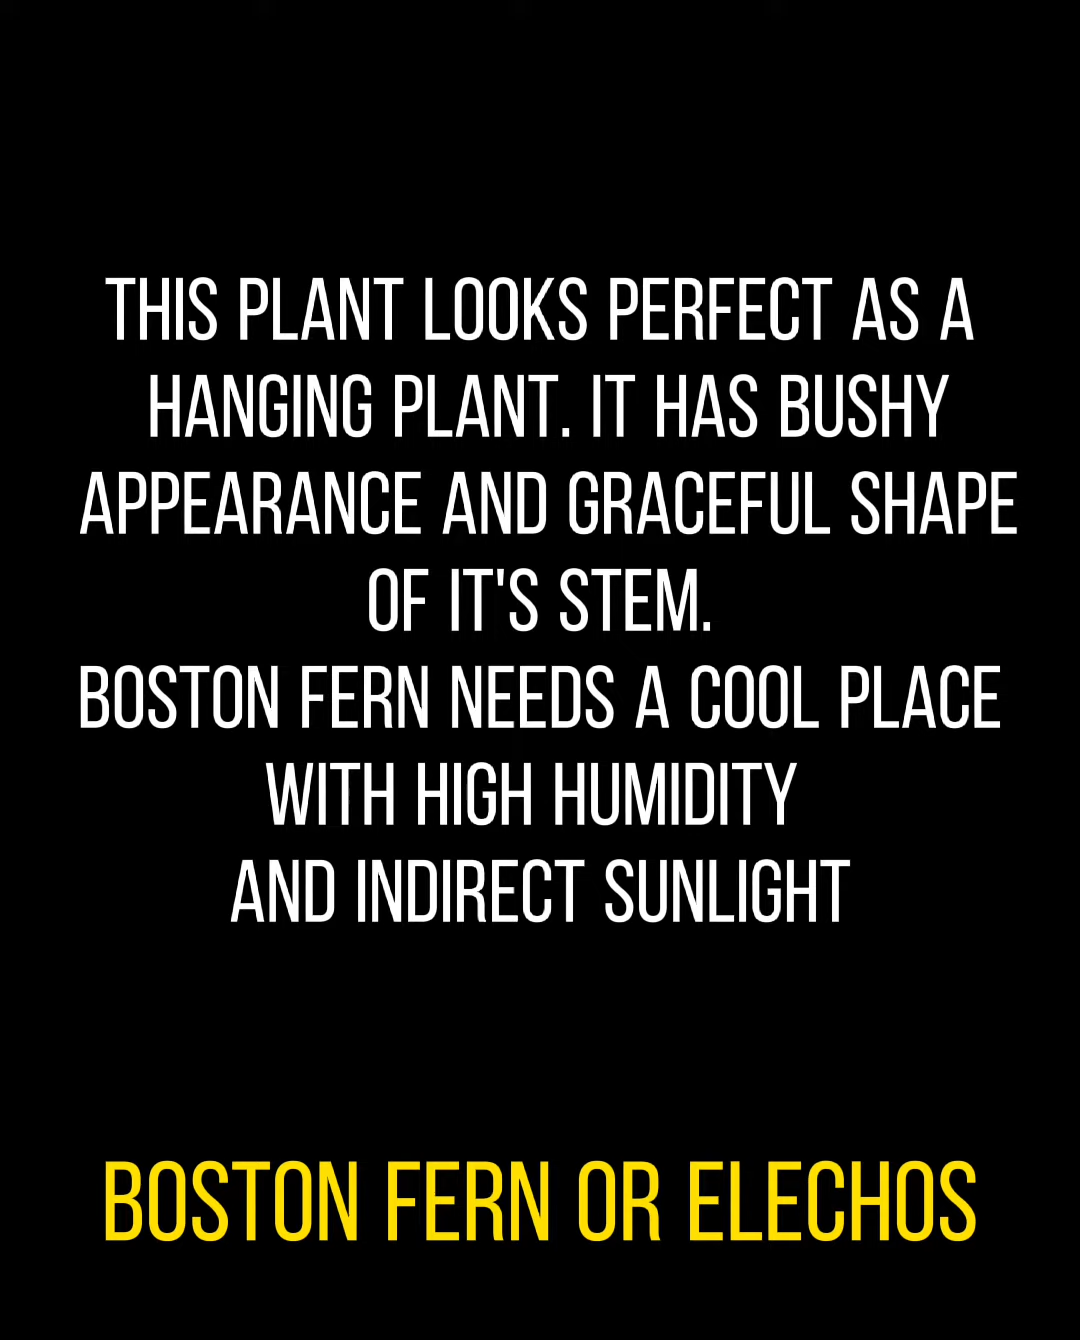 THIS PLANT LOOKS PERFECT AS A
HANGING PLANT. IT HAS BUSHY
APPEARANCE AND GRACEFUL SHAPE
OF IT'S STEM.
BOSTON FERN NEEDS A COOL PLACE
WITH HIGH HUMIDITY
AND INDIRECT SUNLIGHT
BOSTON FERN OR ELECHOS